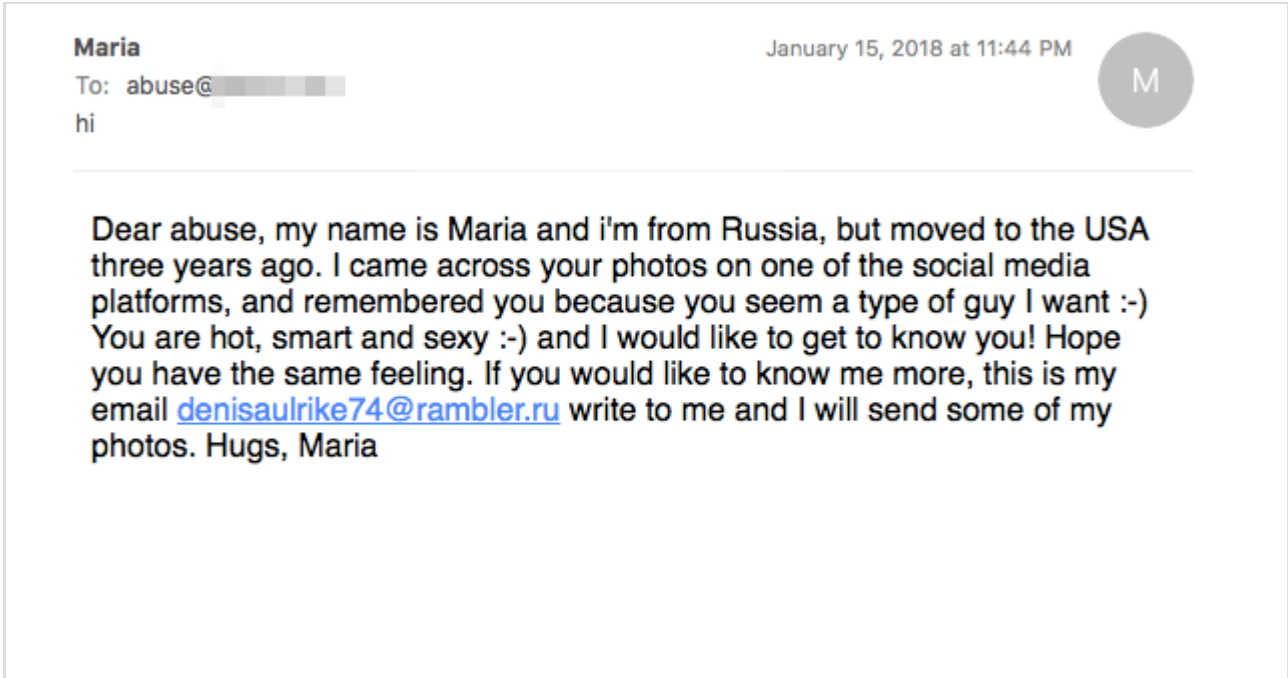 Maria
January 15, 2018 at 11:44 PM
M
To: abuse@
hi
Dear abuse, my name is Maria and i'm from Russia, but moved to the USA
three years ago. I came across your photos on one of the social media
platforms, and remembered you because you seem a type of guy I want :-)
You are hot, smart and sexy :-) and I would like to get to know you! Hope
you have the same feeling. If you would like to know me more, this is my
email denisaulrike74@rambler.ru write to me and I will send some of my
photos. Hugs, Maria